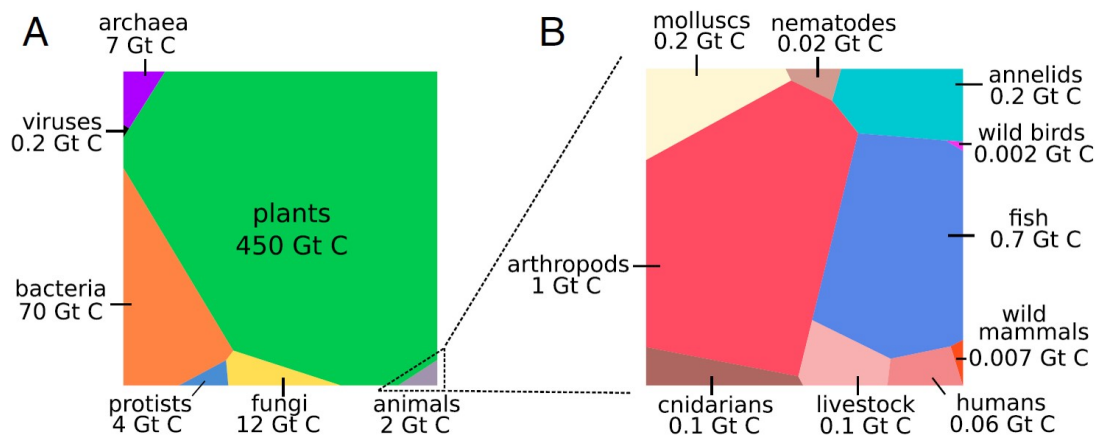 A
archaea
7 Gt C
viruses
0.2 Gt C
plants
450 Gt C
bacteria
70 Gt C
protists
4 Gt C
fungi
12 Gt C
animals
2 Gt C
B
molluscs
0.2 Gt C
nematodes
0.02 Gt C
annelids
0.2 Gt C
wild birds
0.002 Gt C
fish
0.7 Gt C
arthropods
1 Gt C
wild
mammals
0.007 Gt C
cnidarians
0.1 Gt C
livestock
0.1 Gt C
humans
0.06 Gt C